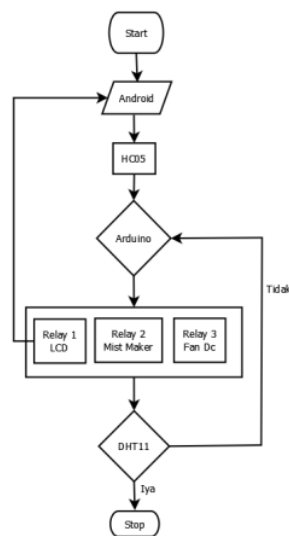 Start
Android
HC05
Arduino
Tidak
Relay 1
LCD
Relay 2
Mist Maker
Relay 3
Fan Dc
DHT11
Iya
Stop